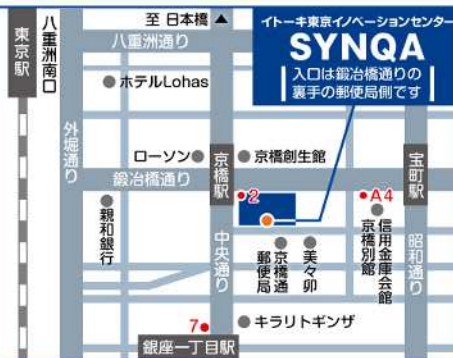 至 日本橋 ▲
イトーキ東京イノベーションセンター
SYNQA
入口は鍛冶橋通りの
裏手の郵便局側です
東京駅
八重洲南口
八重洲通り
ホテルLohas
外堀通り
ローソン
京橋駅
京橋創生館
宝町駅
鍛冶橋通り
2
A4
親和銀行
中央通り
京橋通
郵便局
美々卯
信用金庫会館
京橋別館
昭和通り
7
キラリトギンザ
銀座一丁目駅